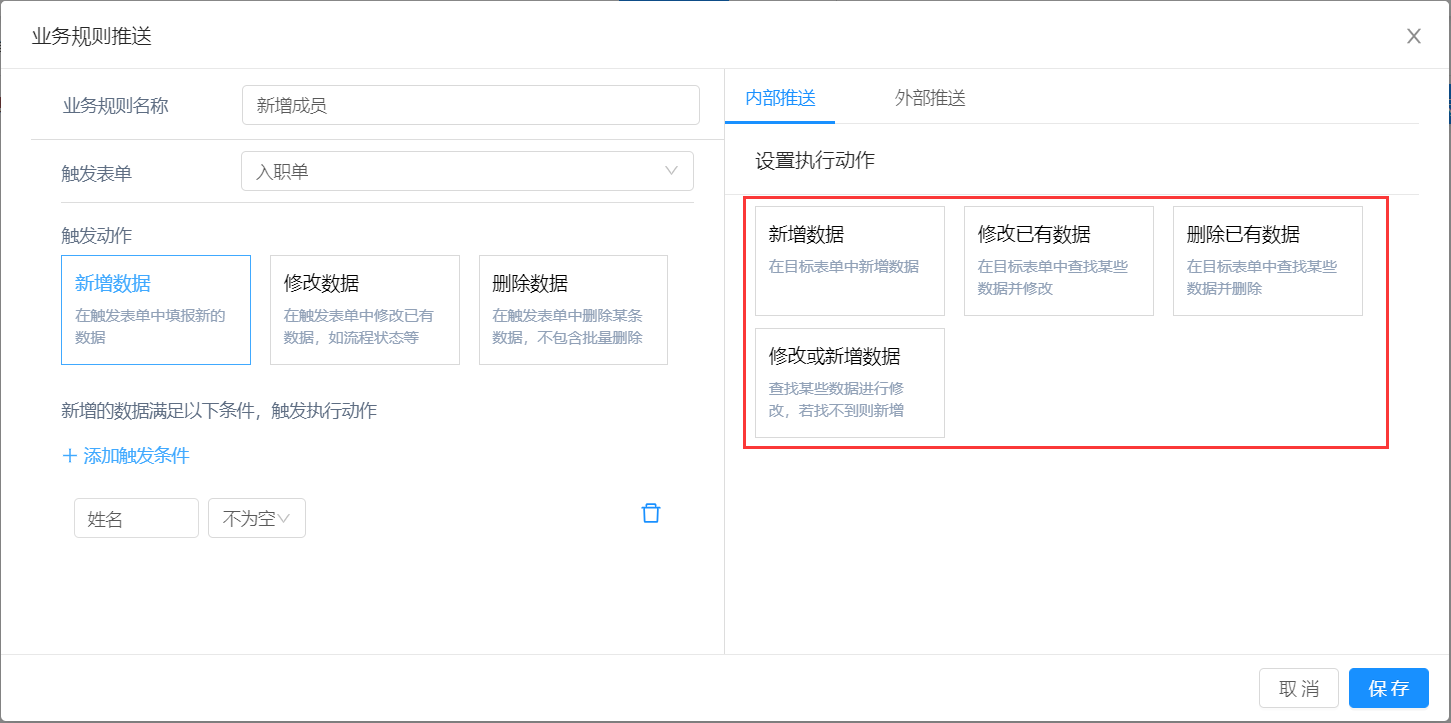 业务规则推送
业务规则名称
新增成员
触发表单
入职单
触发动作
新增数据
在触发表单中填报新的
数据
修改数据
在触发表单中修改已有
数据，如流程状态等
删除数据
在触发表单中删除某条
数据，不包含批量删除
新增的数据满足以下条件，触发执行动作
添加触发条件
姓名
不为空
内部推送
外部推送
设置执行动作
新增数据
在目标表单中新增数据
修改已有数据
在目标表单中查找某些
数据并修改
删除已有数据
在目标表单中查找某些
数据并删除
修改或新增数据
查找某些数据进行修
改，若找不到则新增
取消
保存